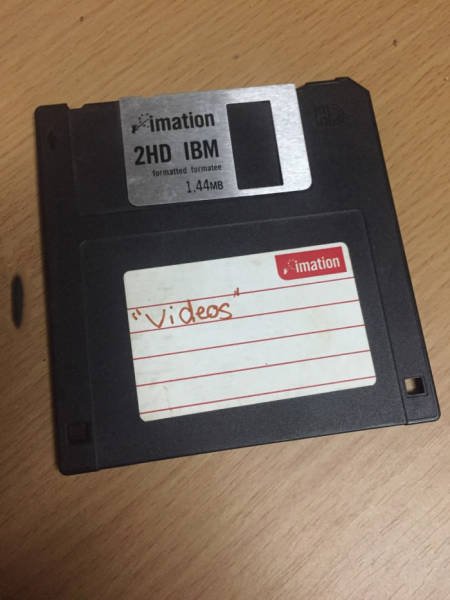 imation
2HD IBM
formatted formatee
1.44MB
imation
"Videos"